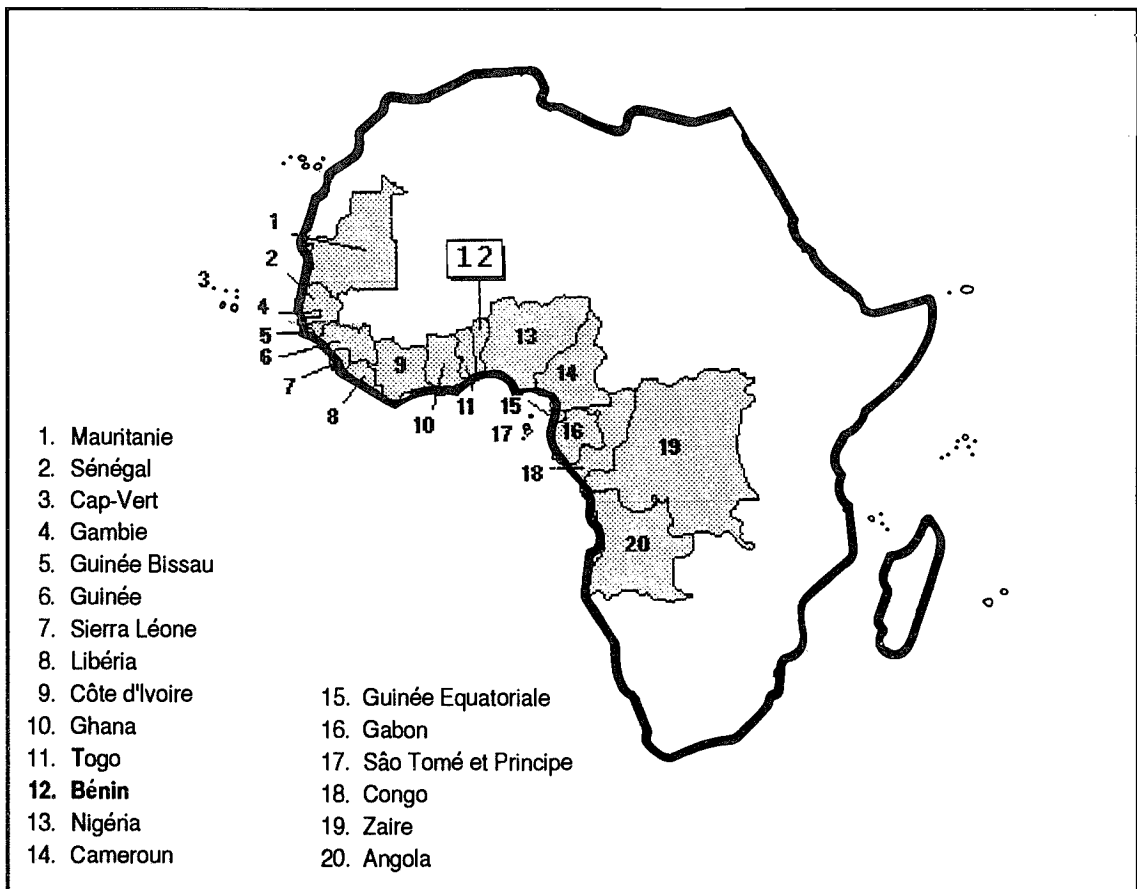 1
2
3
4
5
6
7
8
9
10
11
12
13
14
15
16
17
18
19
20
1. Mauritanie
2. Sénégal
3. Cap-Vert
4. Gambie
5. Guinée Bissau
6. Guinée
7. Sierra Léone
8. Libéria
9. Côte d'Ivoire
10. Ghana
11. Togo
12. Bénin
13. Nigéria
14. Cameroun
15. Guinée Equatoriale
16. Gabon
17. Sâo Tomé et Principe
18. Congo
19. Zaire
20. Angola